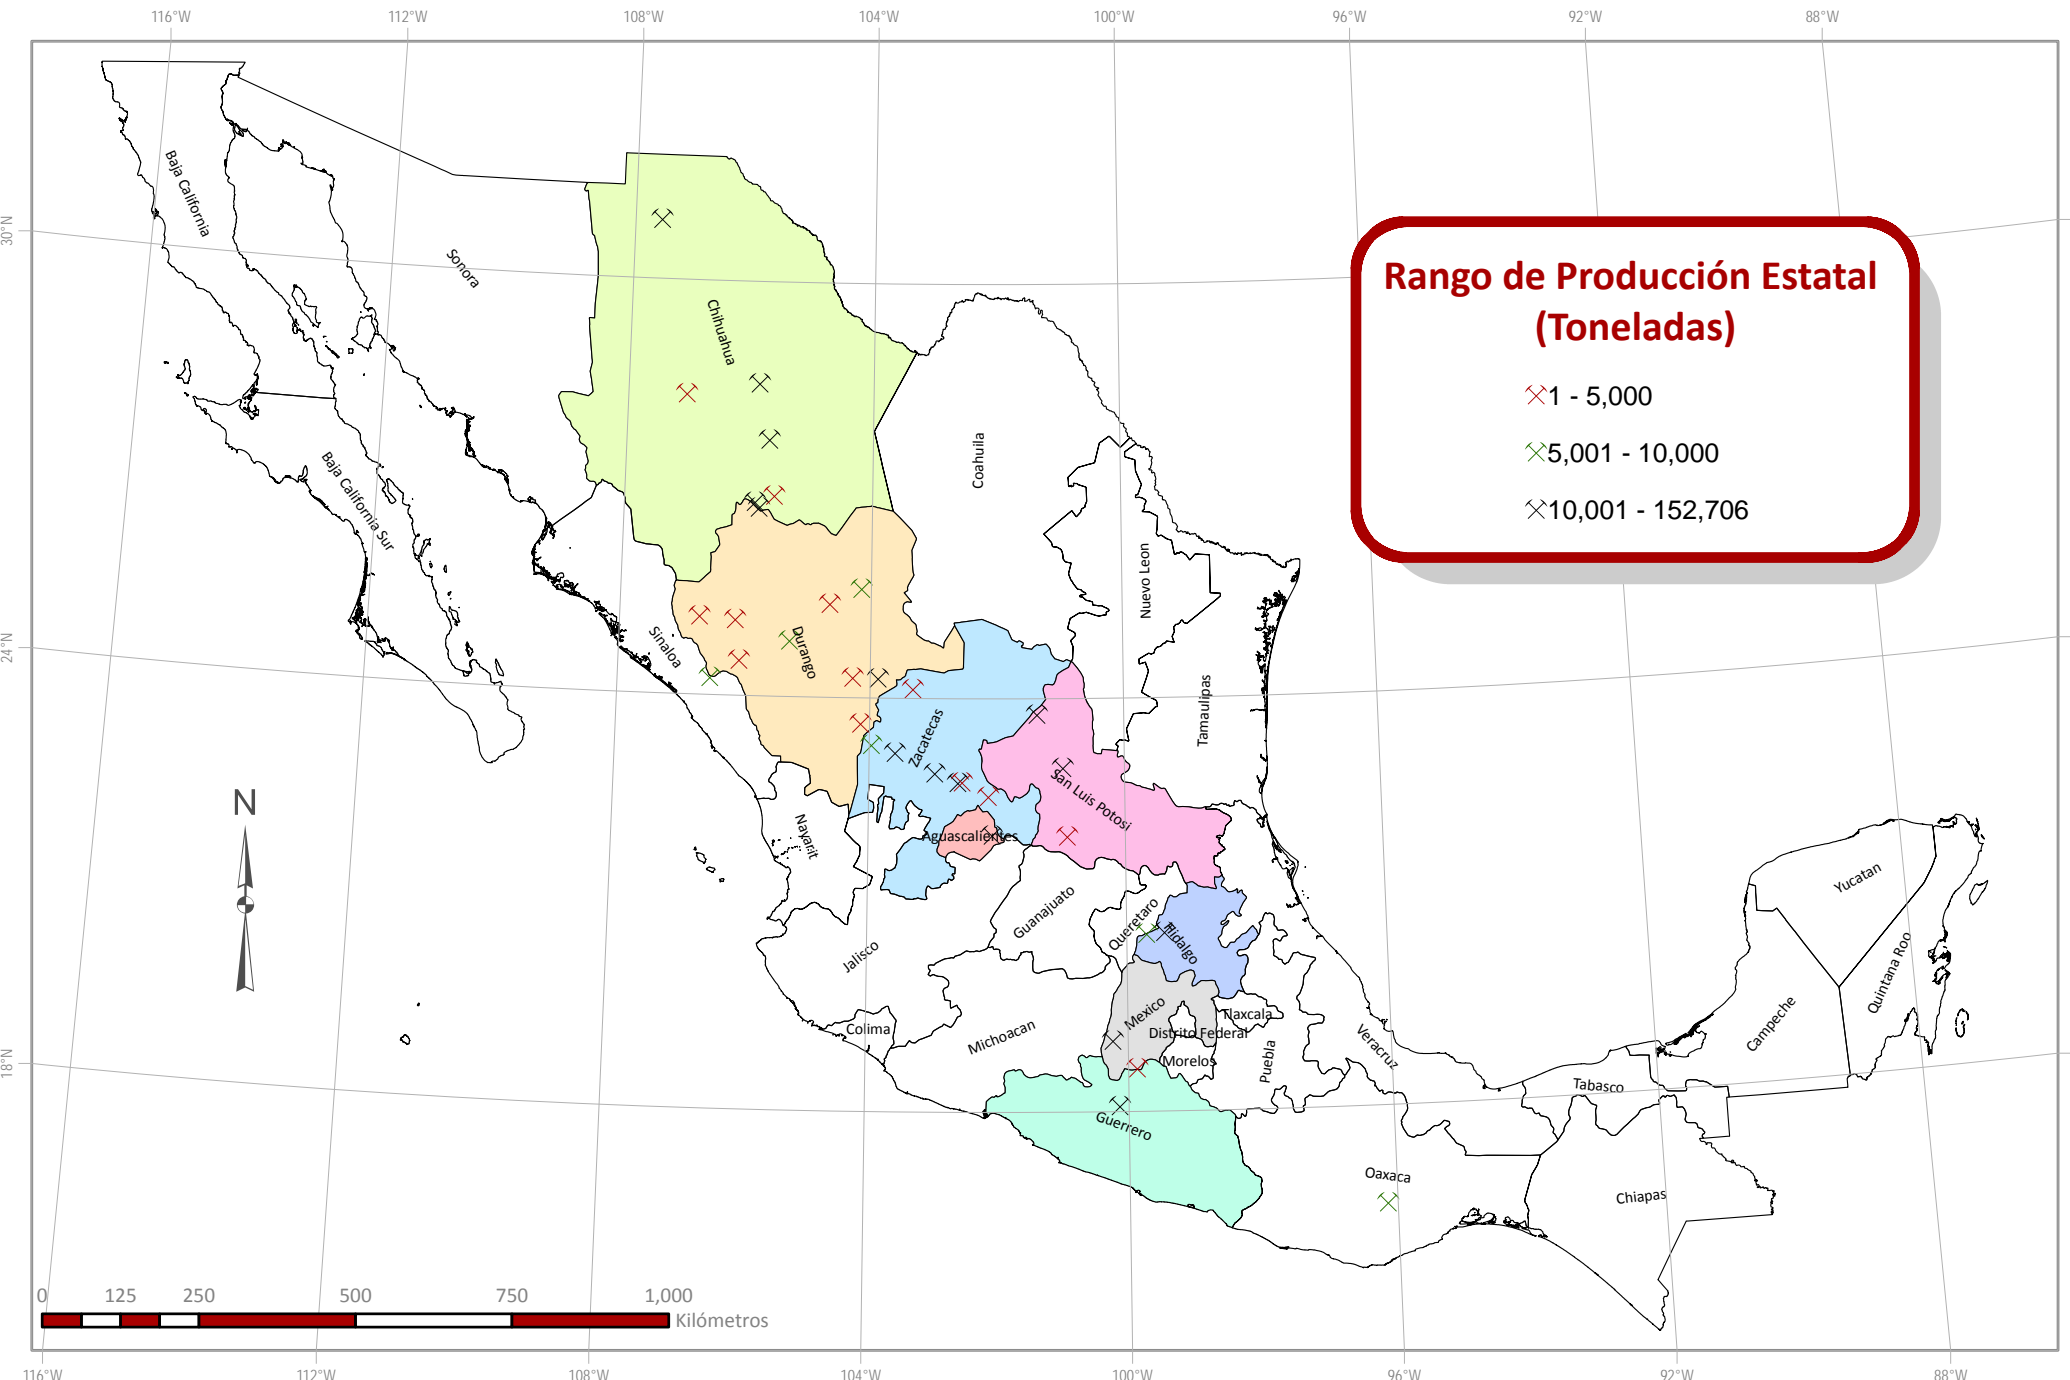 116°W
112°W
108°W
104°W
100°W
96°W
92°W
88°W
30°N
24°N
18°N
Rango de Producción Estatal
(Toneladas)
1 - 5,000
5,001 - 10,000
10,001 - 152,706
Baja California
Sonora
Chihuahua
Coahuila
Baja California Sur
Nuevo Leon
Sinaloa
Durango
Tamaulipas
Zacatecas
San Luis Potosi
Nayarit
Aguascalientes
Guanajuato
Queretaro
Hidalgo
Jalisco
Yucatan
Quintana Roo
Campeche
Mexico
Tlaxcala
Distrito Federal
Colima
Michoacan
Morelos
Puebla
Veracruz
Tabasco
Guerrero
Oaxaca
Chiapas
N
0
125
250
500
750
1,000
Kilómetros
116°W
112°W
108°W
104°W
100°W
96°W
92°W
88°W